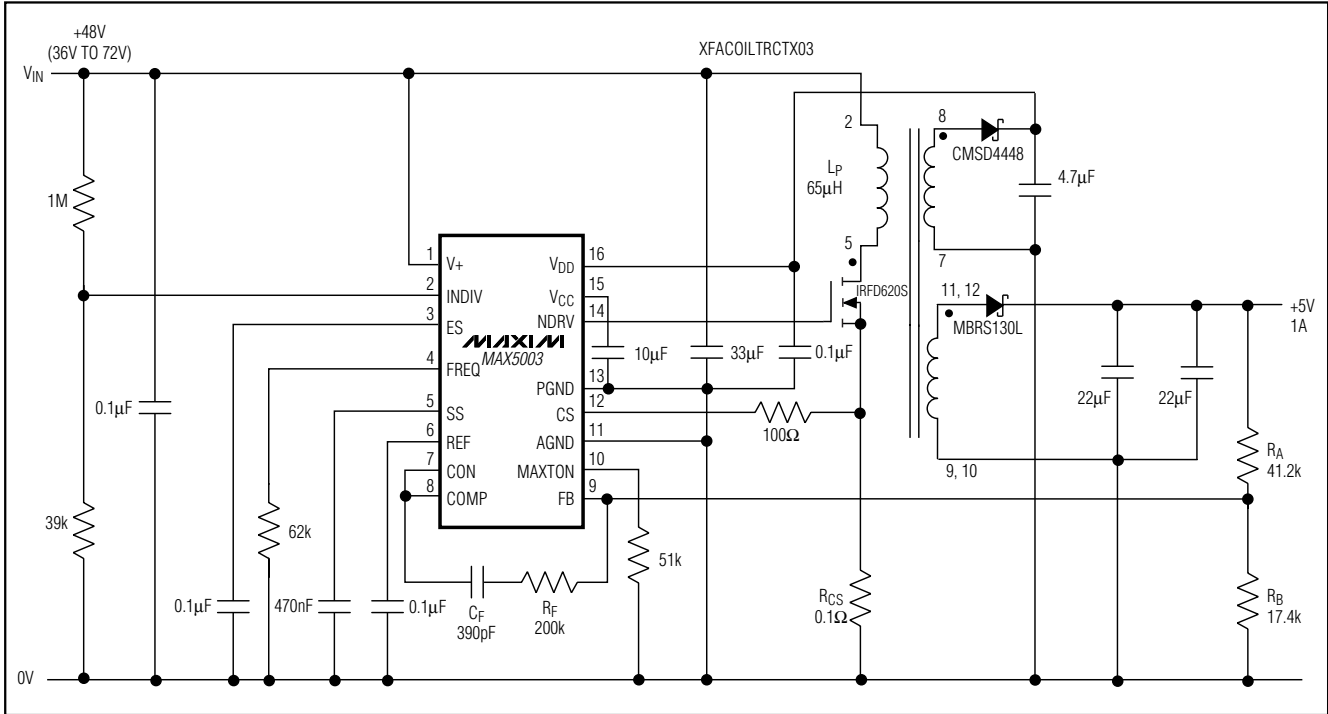 +48V
(36V TO 72V)
XFACOILTRCTX03
VIN
2
8
CMSD4448
LP
65µH
4.7µF
1M
5
7
1
V+
VDD
16
2
INDIV
VCC
15
3
ES
NDRV
14
IRFD620S
11, 12
MBRS130L
+5V
1A
MAXIM
MAX5003
4
FREQ
10µF
33µF
0.1µF
PGND
13
22µF
22µF
0.1µF
5
SS
CS
12
100Ω
6
REF
AGND
11
7
CON
MAXTON
10
9, 10
RA
41.2k
8
COMP
FB
9
39k
62k
51k
0.1µF
470nF
0.1µF
CF
390pF
RF
200k
RCS
0.1Ω
RB
17.4k
0V